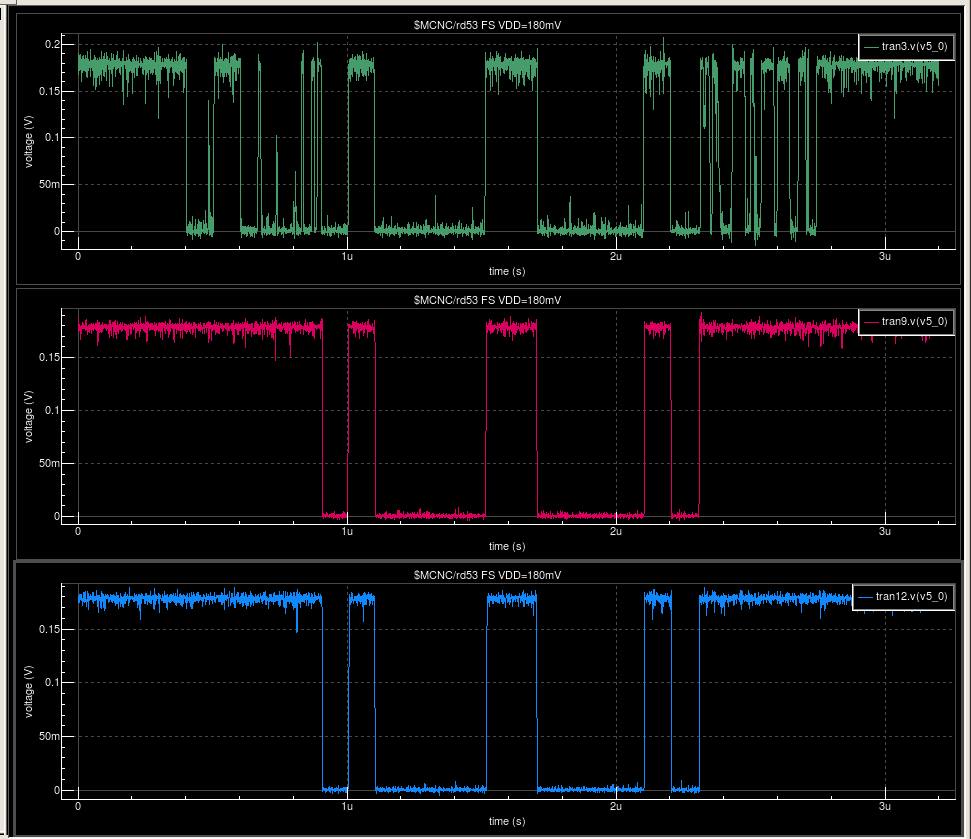 $MCNC/rd53 FS VDD=180mV
tran3.v(v5_0)
voltage (V)
0.2
0.15
0.1
50m
0
0 1u 2u 3u
time (s)
$MCNC/rd53 FS VDD=180mV
tran9.v(v5_0)
voltage (V)
0.15
0.1
50m
0
0 1u 2u 3u
time (s)
$MCNC/rd53 FS VDD=180mV
tran12.v(v5_0)
voltage (V)
0.15
0.1
50m
0
0 1u 2u 3u
time (s)